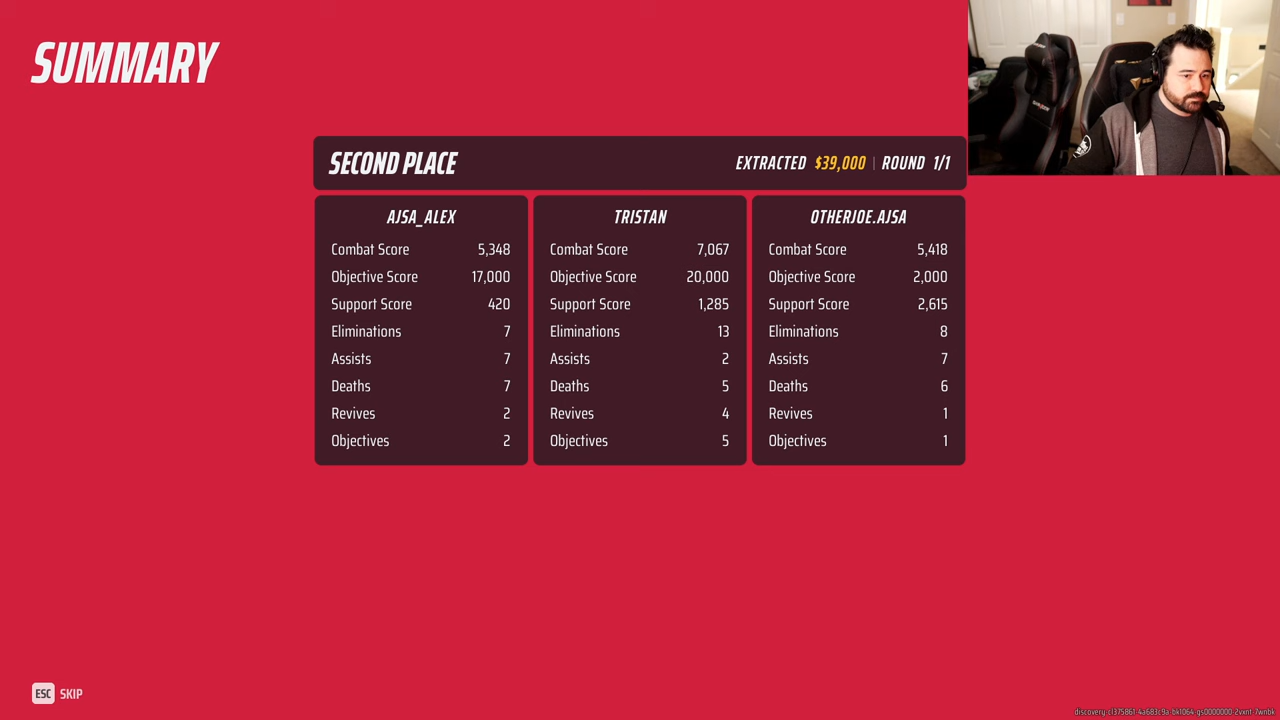 SUMMARY
SECOND PLACE
EXTRACTED $39,000 | ROUND 1/1
AJSA_ALEX
Combat Score 5,348
Objective Score 17,000
Support Score 420
Eliminations 7
Assists 7
Deaths 7
Revives 2
Objectives 2
TRISTAN
Combat Score 7,067
Objective Score 20,000
Support Score 1,285
Eliminations 13
Assists 2
Deaths 5
Revives 4
Objectives 5
OTHERJOE.AJSA
Combat Score 5,418
Objective Score 2,000
Support Score 2,615
Eliminations 8
Assists 7
Deaths 6
Revives 1
Objectives 1
ESC SKIP